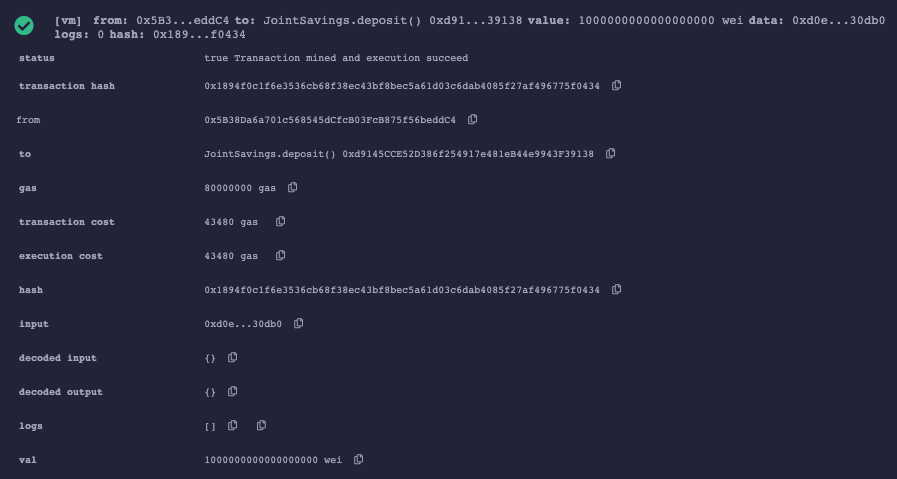 [vm] from: 0x5B3...eddC4 to: JointSavings.deposit() 0xd91...39138 value: 1000000000000000000 wei data: 0xd0e...30db0
logs: 0 hash: 0x189...f0434
status true Transaction mined and execution succeed
transaction hash 0x1894f0c1f6e3536cb68f38ec43bf8bec5a61d03c6dab4085f27af496775f0434
from 0x5B38Da6a701c568545dCfcB03FcB875f56beddC4
to JointSavings.deposit() 0xd9145CCE52D386f254917e481eB44e9943F39138
gas 80000000 gas
transaction cost 43480 gas
execution cost 43480 gas
hash 0x1894f0c1f6e3536cb68f38ec43bf8bec5a61d03c6dab4085f27af496775f0434
input 0xd0e...30db0
decoded input {}
decoded output {}
logs []
val 1000000000000000000 wei